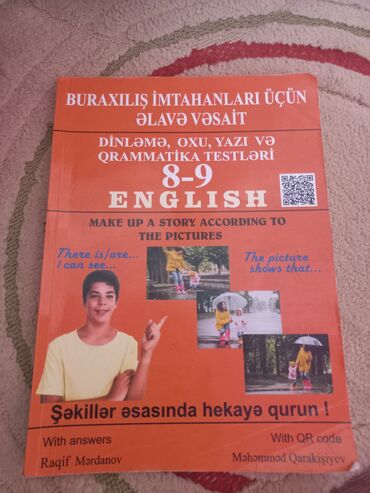 BURAXILIŞ İMTAHANLARI ÜÇÜN
ƏLAVƏ VƏSAİT
DİNLƏMƏ, OXU, YAZI VƏ
QRAMMATİKA TESTLƏRİ
8-9
ENGLISH
MAKE UP A STORY ACCORDING TO
THE PICTURES
There is/are...
I can see...
The picture
shows that...
Şəkillər əsasında hekayə qurun !
With answers
With QR code
Raqif Mərdanov
Məhəmməd Qarakişiyev